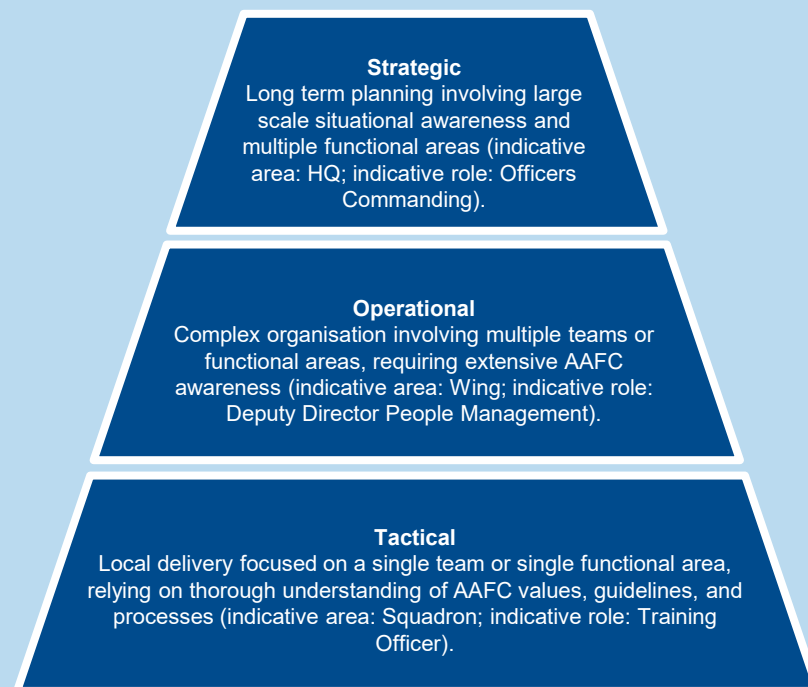 Strategic
Long term planning involving large
scale situational awareness and
multiple functional areas (indicative
area: HQ; indicative role: Officers
Commanding).
Operational
Complex organisation involving multiple teams or
functional areas, requiring extensive AAFC
awareness (indicative area: Wing; indicative role:
Deputy Director People Management).
Tactical
Local delivery focused on a single team or single functional area,
relying on thorough understanding of AAFC values, guidelines, and
processes (indicative area: Squadron; indicative role: Training
Officer).